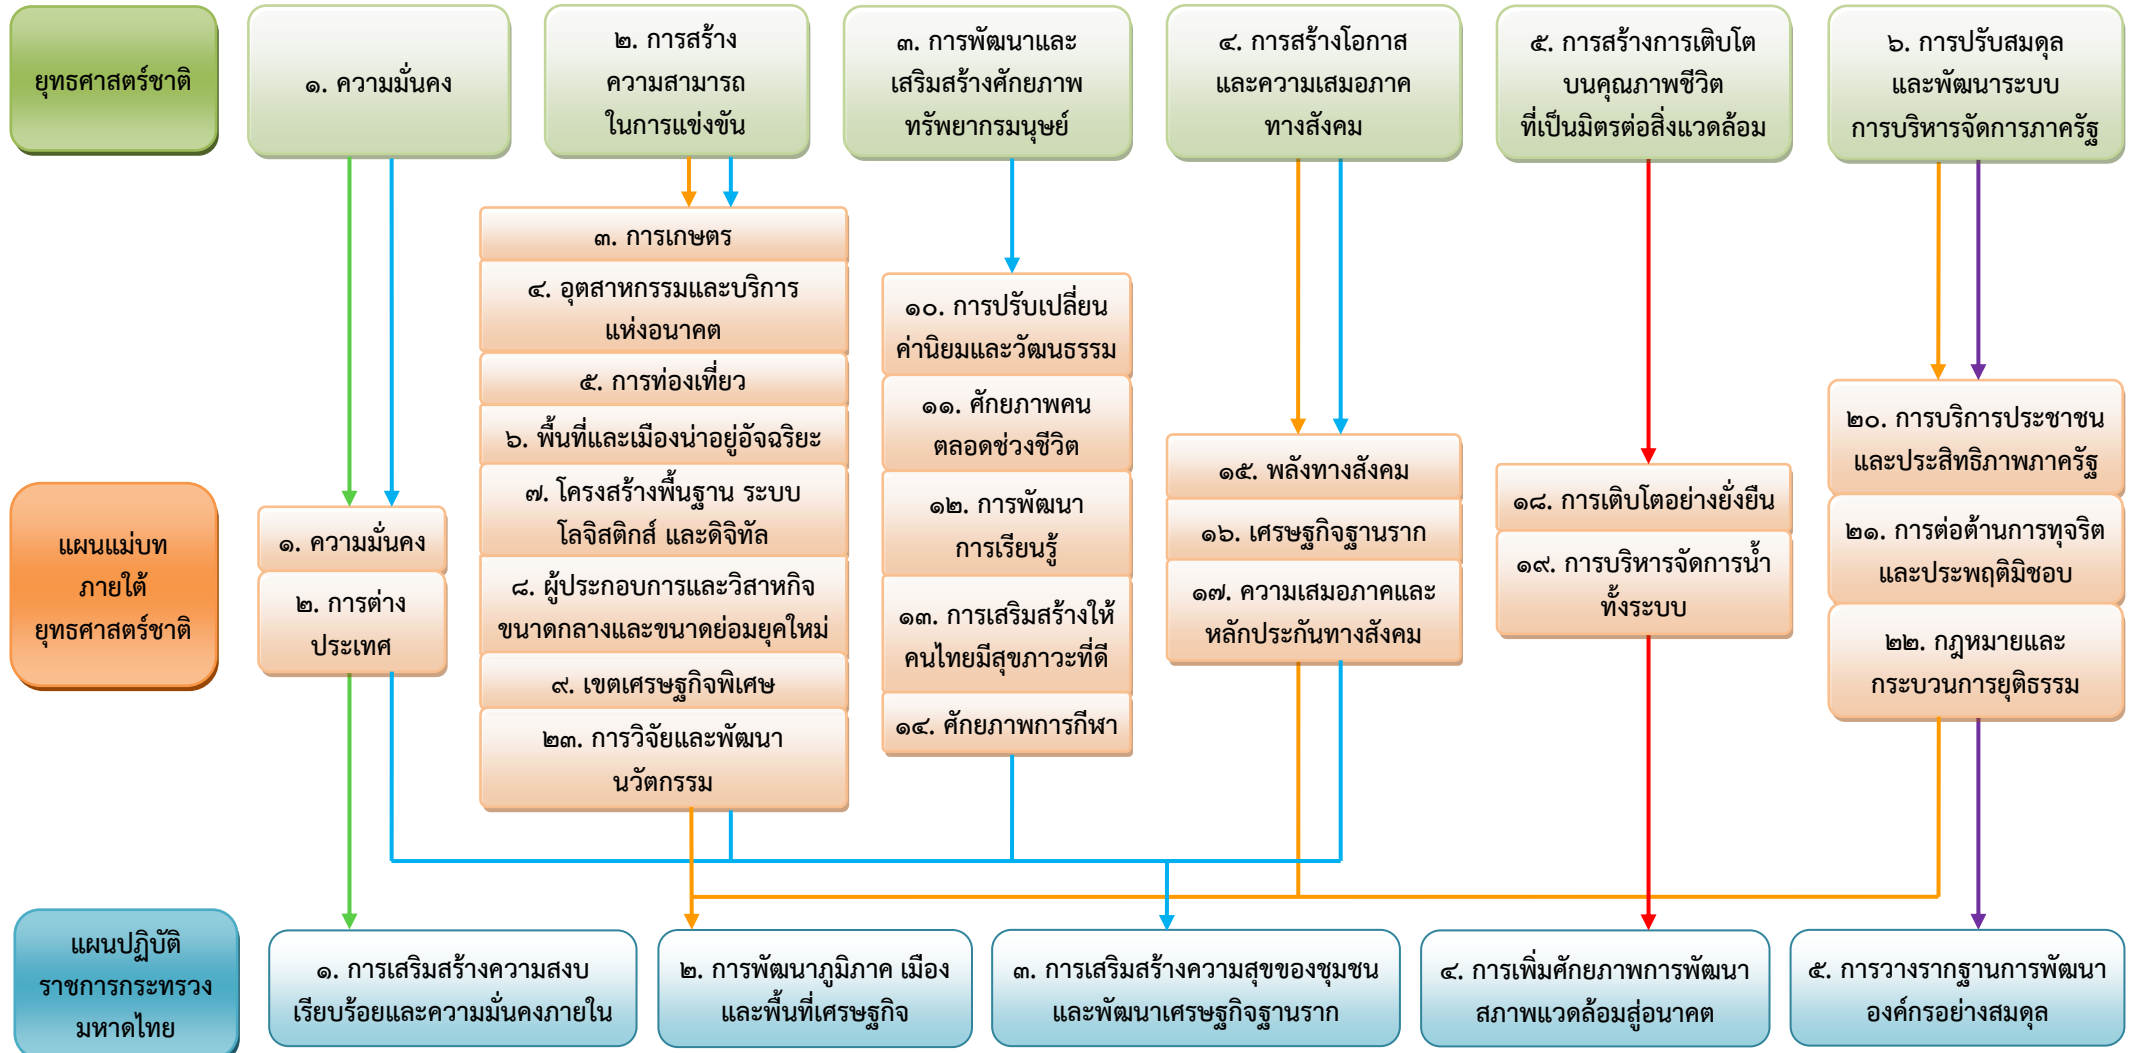 ยุทธศาสตร์ชาติ
๑. ความมั่นคง
๒. การสร้าง
ความสามารถ
ในการแข่งขัน
๓. การพัฒนาและ
เสริมสร้างศักยภาพ
ทรัพยากรมนุษย์
๔. การสร้างโอกาส
และความเสมอภาค
ทางสังคม
๕. การสร้างการเติบโต
บนคุณภาพชีวิต
ที่เป็นมิตรต่อสิ่งแวดล้อม
๖. การปรับสมดุล
และพัฒนาระบบ
การบริหารจัดการภาครัฐ
แผนแม่บท
ภายใต้
ยุทธศาสตร์ชาติ
๑. ความมั่นคง
๒. การต่าง
ประเทศ
๓. การเกษตร
๔. อุตสาหกรรมและบริการ
แห่งอนาคต
๕. การท่องเที่ยว
๖. พื้นที่และเมืองน่าอยู่อัจฉริยะ
๗. โครงสร้างพื้นฐาน ระบบ
โลจิสติกส์ และดิจิทัล
๘. ผู้ประกอบการและวิสาหกิจ
ขนาดกลางและขนาดย่อมยุคใหม่
๙. เขตเศรษฐกิจพิเศษ
๒๓. การวิจัยและพัฒนา
นวัตกรรม
๑๐. การปรับเปลี่ยน
ค่านิยมและวัฒนธรรม
๑๑. ศักยภาพคน
ตลอดช่วงชีวิต
๑๒. การพัฒนา
การเรียนรู้
๑๓. การเสริมสร้างให้
คนไทยมีสุขภาวะที่ดี
๑๔. ศักยภาพการกีฬา
๑๕. พลังทางสังคม
๑๖. เศรษฐกิจฐานราก
๑๗. ความเสมอภาคและ
หลักประกันทางสังคม
๑๘. การเติบโตอย่างยั่งยืน
๑๙. การบริหารจัดการน้ำ
ทั้งระบบ
๒๐. การบริการประชาชน
และประสิทธิภาพภาครัฐ
๒๑. การต่อต้านการทุจริต
และประพฤติมิชอบ
๒๒. กฎหมายและ
กระบวนการยุติธรรม
แผนปฏิบัติ
ราชการกระทรวง
มหาดไทย
๑. การเสริมสร้างความสงบ
เรียบร้อยและความมั่นคงภายใน
๒. การพัฒนาภูมิภาค เมือง
และพื้นที่เศรษฐกิจ
๓. การเสริมสร้างความสุขของชุมชน
และพัฒนาเศรษฐกิจฐานราก
๔. การเพิ่มศักยภาพการพัฒนา
สภาพแวดล้อมสู่อนาคต
๕. การวางรากฐานการพัฒนา
องค์กรอย่างสมดุล